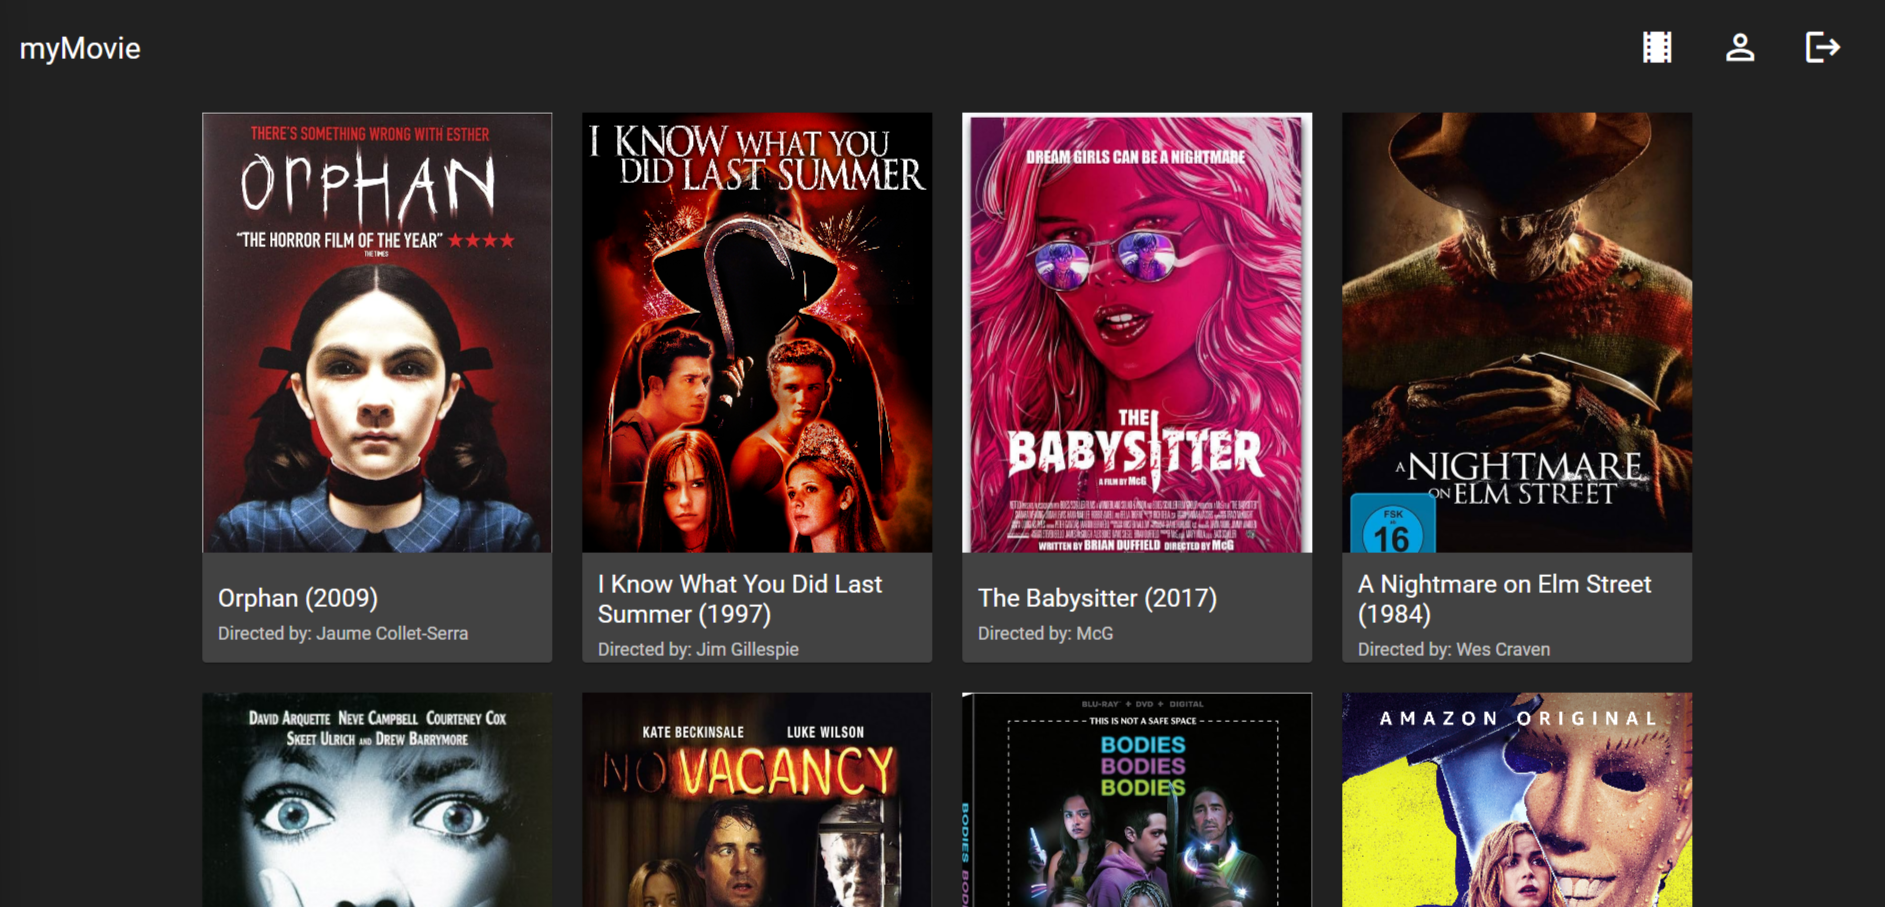 myMovie
THERE'S SOMETHING WRONG WITH ESTHER
OrPHAN
"THE HORROR FILM OF THE YEAR" ★★★★
THE TIMES
I KNOW WHAT YOU
DID LAST SUMMER
DREAM GIRLS CAN BE A NIGHTMARE
THE
BABYSITTER
A FILM BY McG
WRITTEN BY BRIAN DUFFIELD DIRECTED BY McG
A NIGHTMARE
ON ELM STREET
FSK
ab
16
Orphan (2009)
Directed by: Jaume Collet-Serra
I Know What You Did Last
Summer (1997)
Directed by: Jim Gillespie
The Babysitter (2017)
Directed by: McG
A Nightmare on Elm Street
(1984)
Directed by: Wes Craven
DAVID ARQUETTE NEVE CAMPBELL COURTENEY COX
SKEET ULRICH AND DREW BARRYMORE
KATE BECKINSALE LUKE WILSON
NO VACANCY
BLU-RAY + DVD + DIGITAL
THIS IS NOT A SAFE SPACE
BODIES
BODIES
BODIES
BODIES BOD
AMAZON ORIGINAL